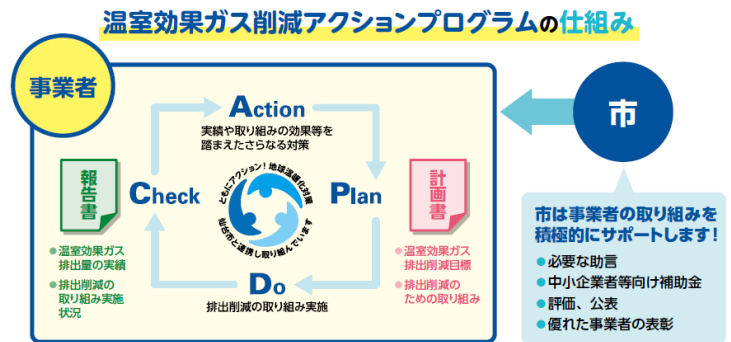 温室効果ガス削減アクションプログラムの仕組み
事業者
市
Action
実績や取り組みの効果等を
踏まえたさらなる対策
報告書
Check
ともにアクション!地球温暖化対策
仙台市と連携し取り組んでいます
Plan
計画書
温室効果ガス
排出量の実績
排出削減の
取り組み実施
状況
Do
排出削減の取り組み実施
温室効果ガス
排出削減目標
排出削減の
ための取り組み
市は事業者の取り組みを
積極的にサポートします!
必要な助言
中小企業者等向け補助金
評価、公表
優れた事業者の表彰